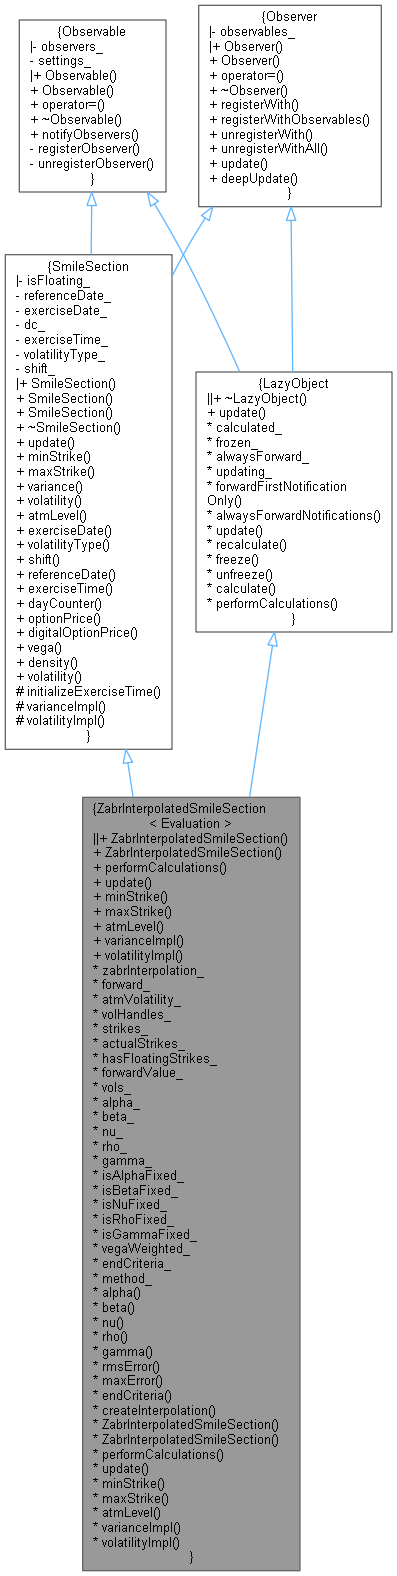 {Observable
|- observers_
- settings_
|+ Observable()
+ Observable()
+ operator=()
+ ~Observable()
+ notifyObservers()
- registerObserver()
- unregisterObserver()
}
{Observer
|- observables_
|+ Observer()
+ Observer()
+ operator=()
+ ~Observer()
+ registerWith()
+ registerWithObservables()
+ unregisterWith()
+ unregisterWithAll()
+ update()
+ deepUpdate()
}
{SmileSection
|- isFloating_
- referenceDate_
- exerciseDate_
- dc_
- exerciseTime_
- volatilityType_
- shift_
|+ SmileSection()
+ SmileSection()
+ SmileSection()
+ ~SmileSection()
+ update()
+ minStrike()
+ maxStrike()
+ variance()
+ volatility()
+ atmLevel()
+ exerciseDate()
+ volatilityType()
+ shift()
+ referenceDate()
+ exerciseTime()
+ dayCounter()
+ optionPrice()
+ digitalOptionPrice()
+ vega()
+ density()
+ volatility()
# initializeExerciseTime()
# varianceImpl()
# volatilityImpl()
}
{LazyObject
||+ ~LazyObject()
+ update()
* calculated_
* frozen_
* alwaysForward_
* updating_
* forwardFirstNotification
Only()
* alwaysForwardNotifications()
* update()
* recalculate()
* freeze()
* unfreeze()
* calculate()
* performCalculations()
}
{ZabrInterpolatedSmileSection
< Evaluation >
||+ ZabrInterpolatedSmileSection()
+ ZabrInterpolatedSmileSection()
+ performCalculations()
+ update()
+ minStrike()
+ maxStrike()
+ atmLevel()
+ varianceImpl()
+ volatilityImpl()
* zabrInterpolation_
* forward_
* atmVolatility_
* volHandles_
* strikes_
* actualStrikes_
* hasFloatingStrikes_
* forwardValue_
* vols_
* alpha_
* beta_
* nu_
* rho_
* gamma_
* isAlphaFixed_
* isBetaFixed_
* isNuFixed_
* isRhoFixed_
* isGammaFixed_
* vegaWeighted_
* endCriteria_
* method_
* alpha()
* beta()
* nu()
* rho()
* gamma()
* rmsError()
* maxError()
* endCriteria()
* createInterpolation()
* ZabrInterpolatedSmileSection()
* ZabrInterpolatedSmileSection()
* performCalculations()
* update()
* minStrike()
* maxStrike()
* atmLevel()
* varianceImpl()
* volatilityImpl()
}